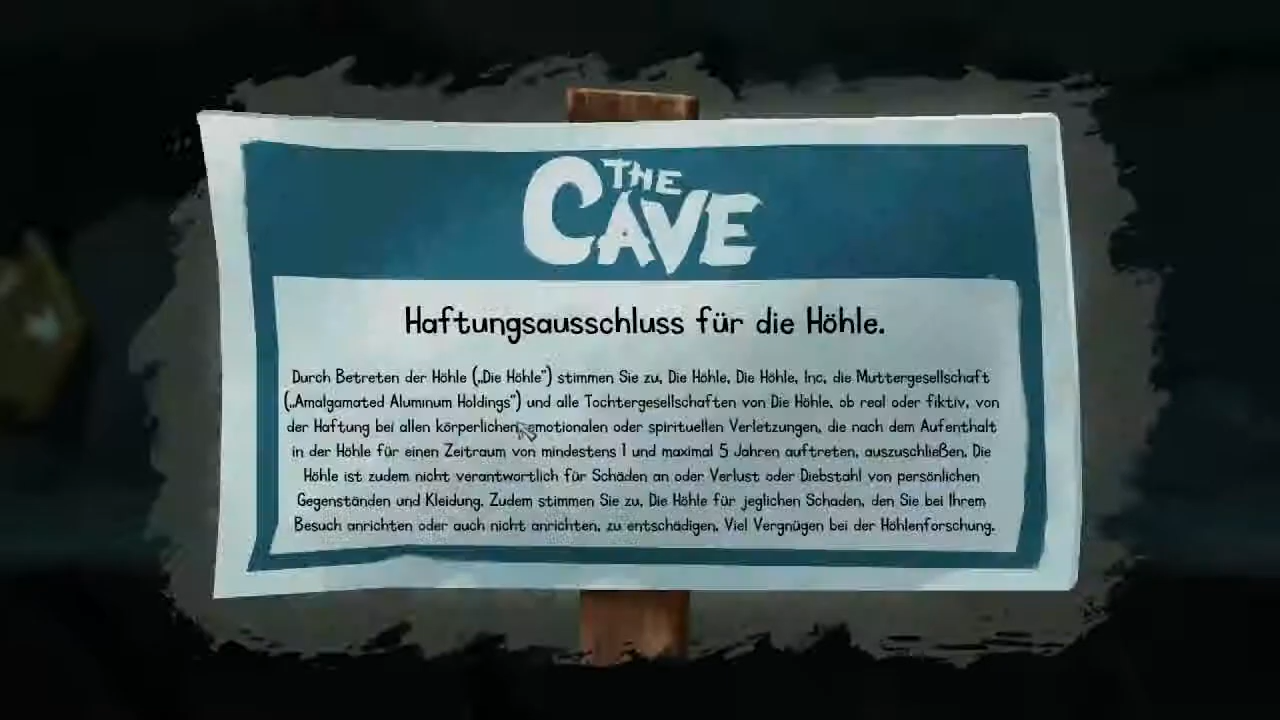 THE
CAVE
Haftungsausschluss für die Höhle.
Durch Betreten der Höhle („Die Höhle") stimmen Sie zu, Die Höhle, Die Höhle, Inc, die Muttergesellschaft
(„Amalgamated Aluminum Holdings") und alle Tochtergesellschaften von Die Höhle, ob real oder fiktiv, von
der Haftung bei allen körperlichen, emotionalen oder spirituellen Verletzungen, die nach dem Aufenthalt
in der Höhle für einen Zeitraum von mindestens 1 und maximal 5 Jahren auftreten, auszuschließen. Die
Höhle ist zudem nicht verantwortlich für Schäden an oder Verlust oder Diebstahl von persönlichen
Gegenständen und Kleidung. Zudem stimmen Sie zu, Die Höhle für jeglichen Schaden, den Sie bei Ihrem
Besuch anrichten oder auch nicht anrichten, zu entschädigen. Viel Vergnügen bei der Höhlenforschung.